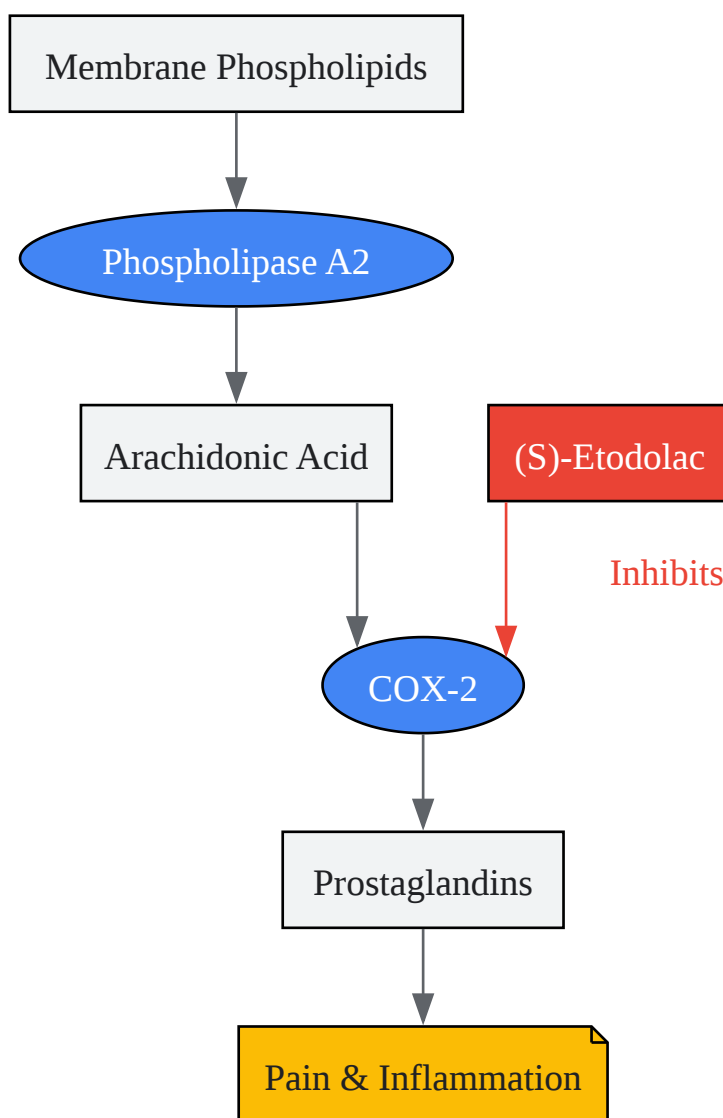 Membrane Phospholipids
Phospholipase A2
Arachidonic Acid
(S)-Etodolac
Inhibits
COX-2
Prostaglandins
Pain & Inflammation